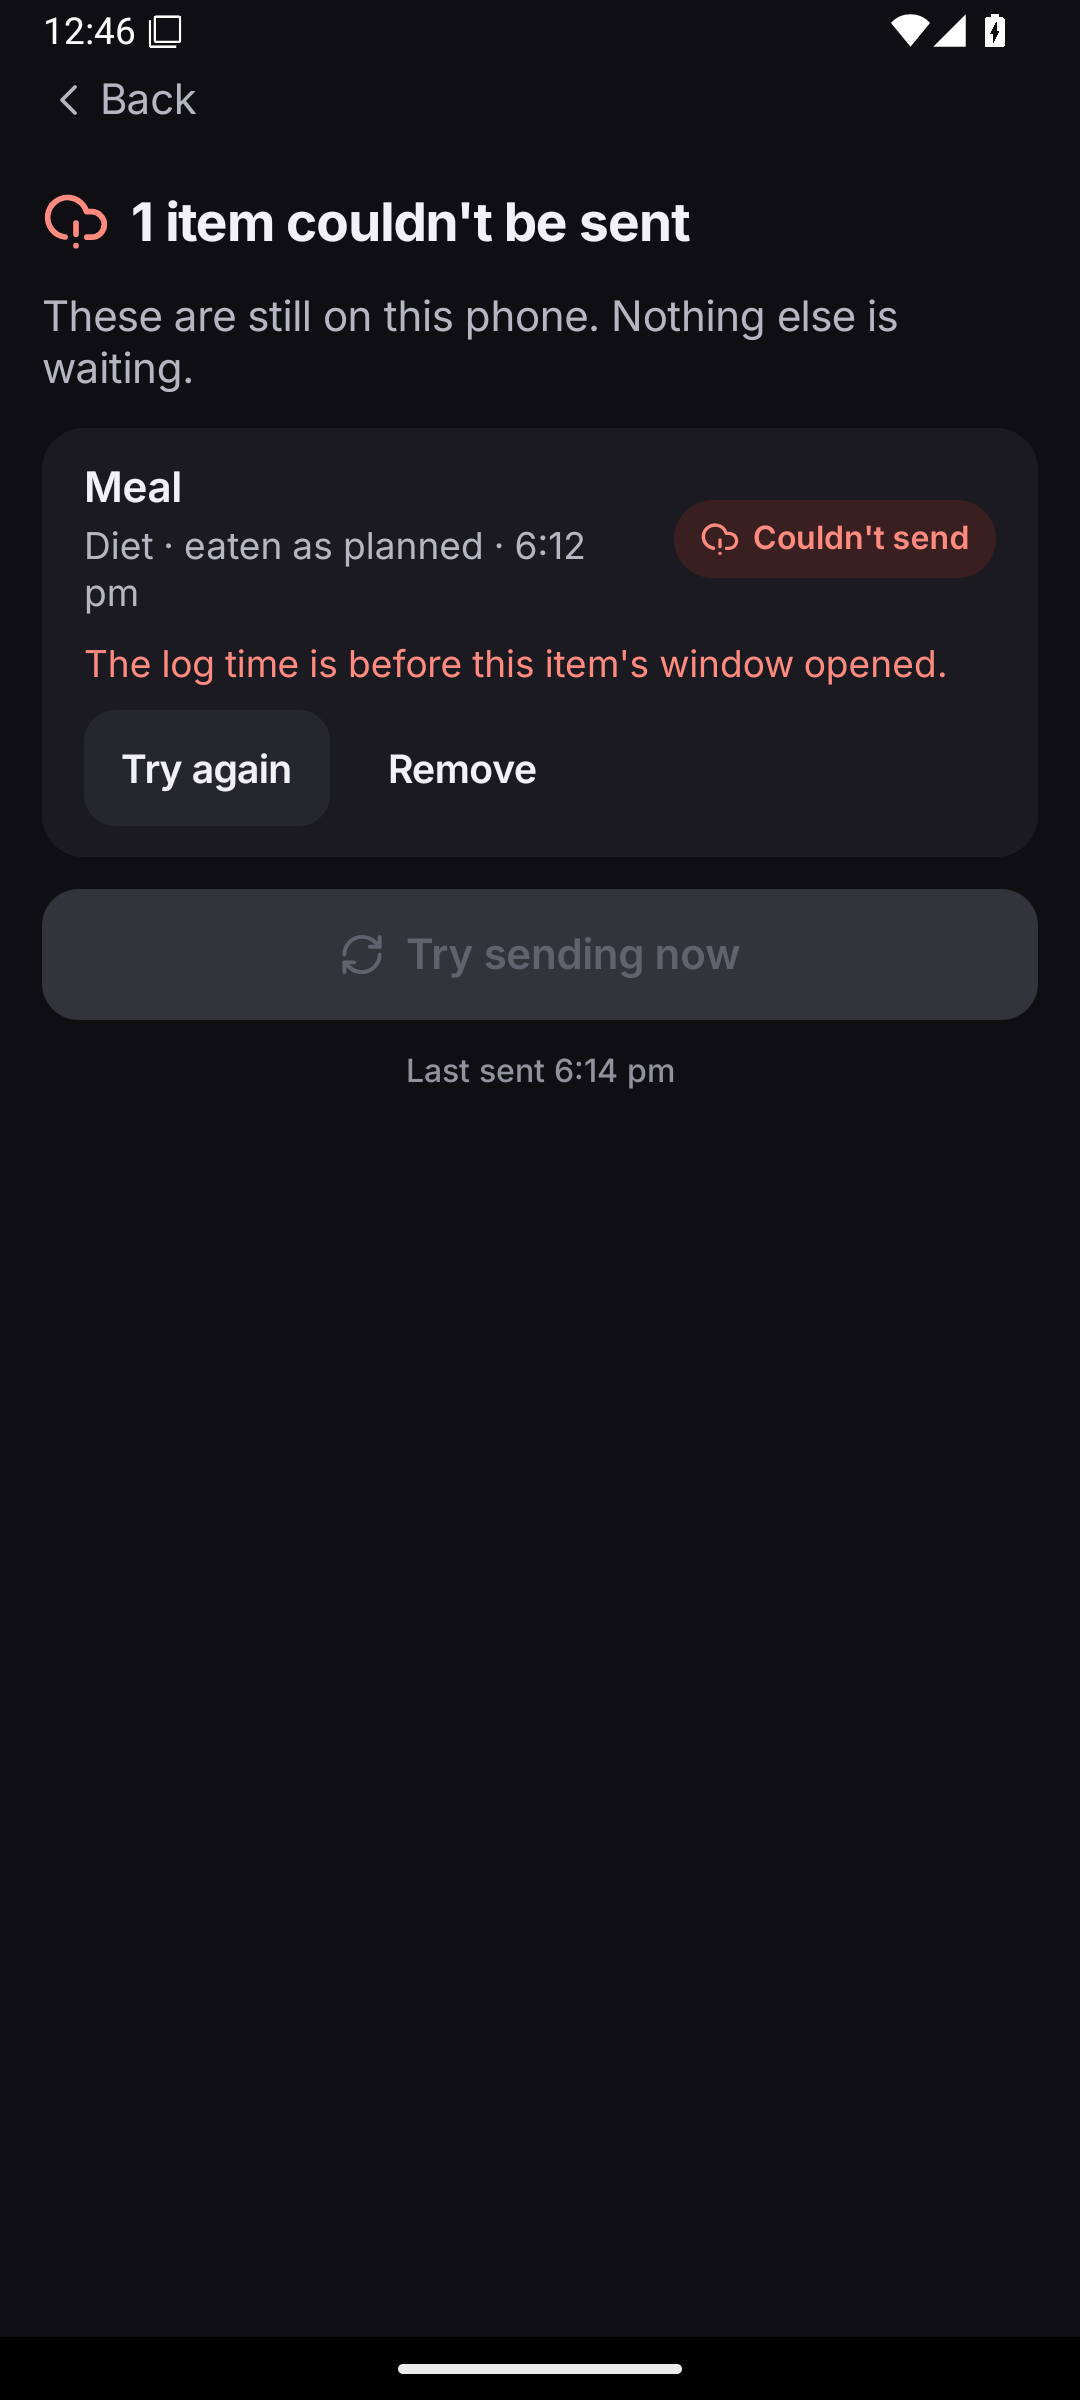 12:46
Back
1 item couldn't be sent
These are still on this phone. Nothing else is
waiting.
Meal
Diet · eaten as planned · 6:12
pm
Couldn't send
The log time is before this item's window opened.
Try again
Remove
Try sending now
Last sent 6:14 pm